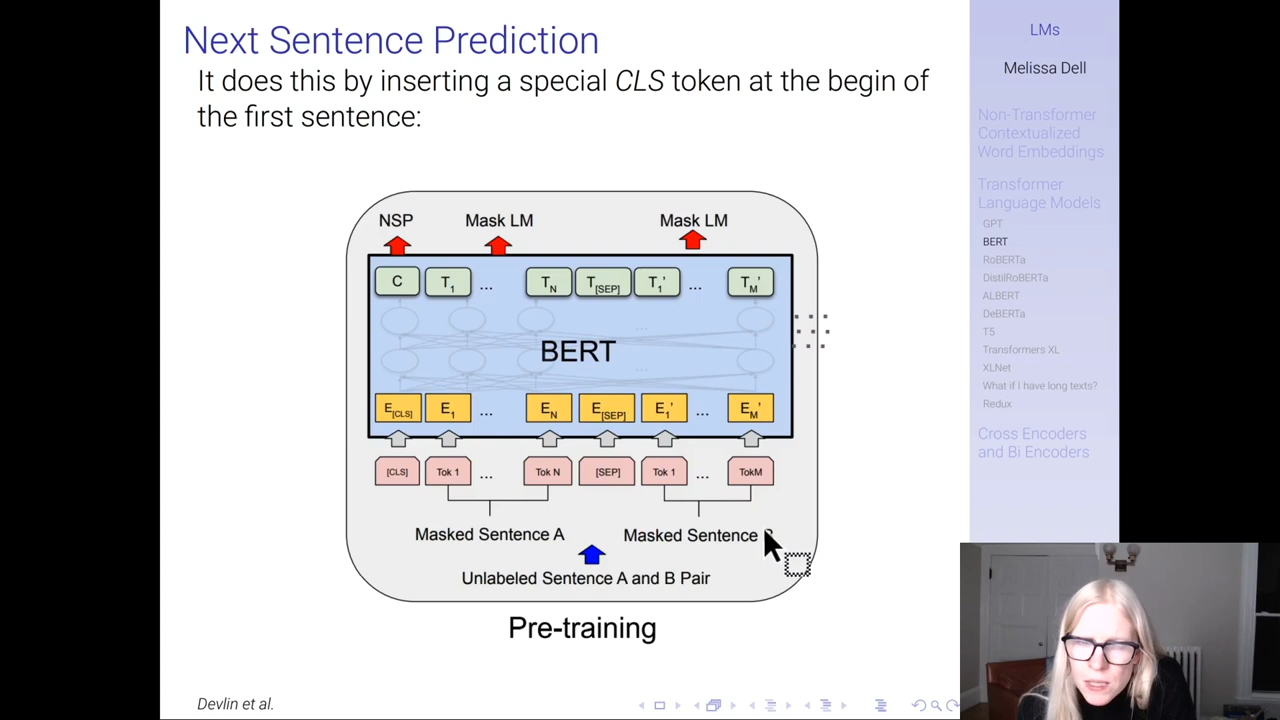 Next Sentence Prediction
It does this by inserting a special CLS token at the begin of
the first sentence:
NSP Mask LM Mask LM
C T1 ... TN T[SEP] T1' ... TM'
...
BERT
...
E[CLS] E1 ... EN E[SEP] E1' ... EM'
[CLS] Tok 1 ... Tok N [SEP] Tok 1 ... TokM
Masked Sentence A Masked Sentence
Unlabeled Sentence A and B Pair
Pre-training
Devlin et al.
LMs
Melissa Dell
Non-Transformer
Contextualized
Word Embeddings
Transformer
Language Models
GPT
BERT
RoBERTa
DistilRoBERTa
ALBERT
DeBERTa
T5
Transformers XL
XLNet
What if I have long texts?
Redux
Cross Encoders
and Bi Encoders